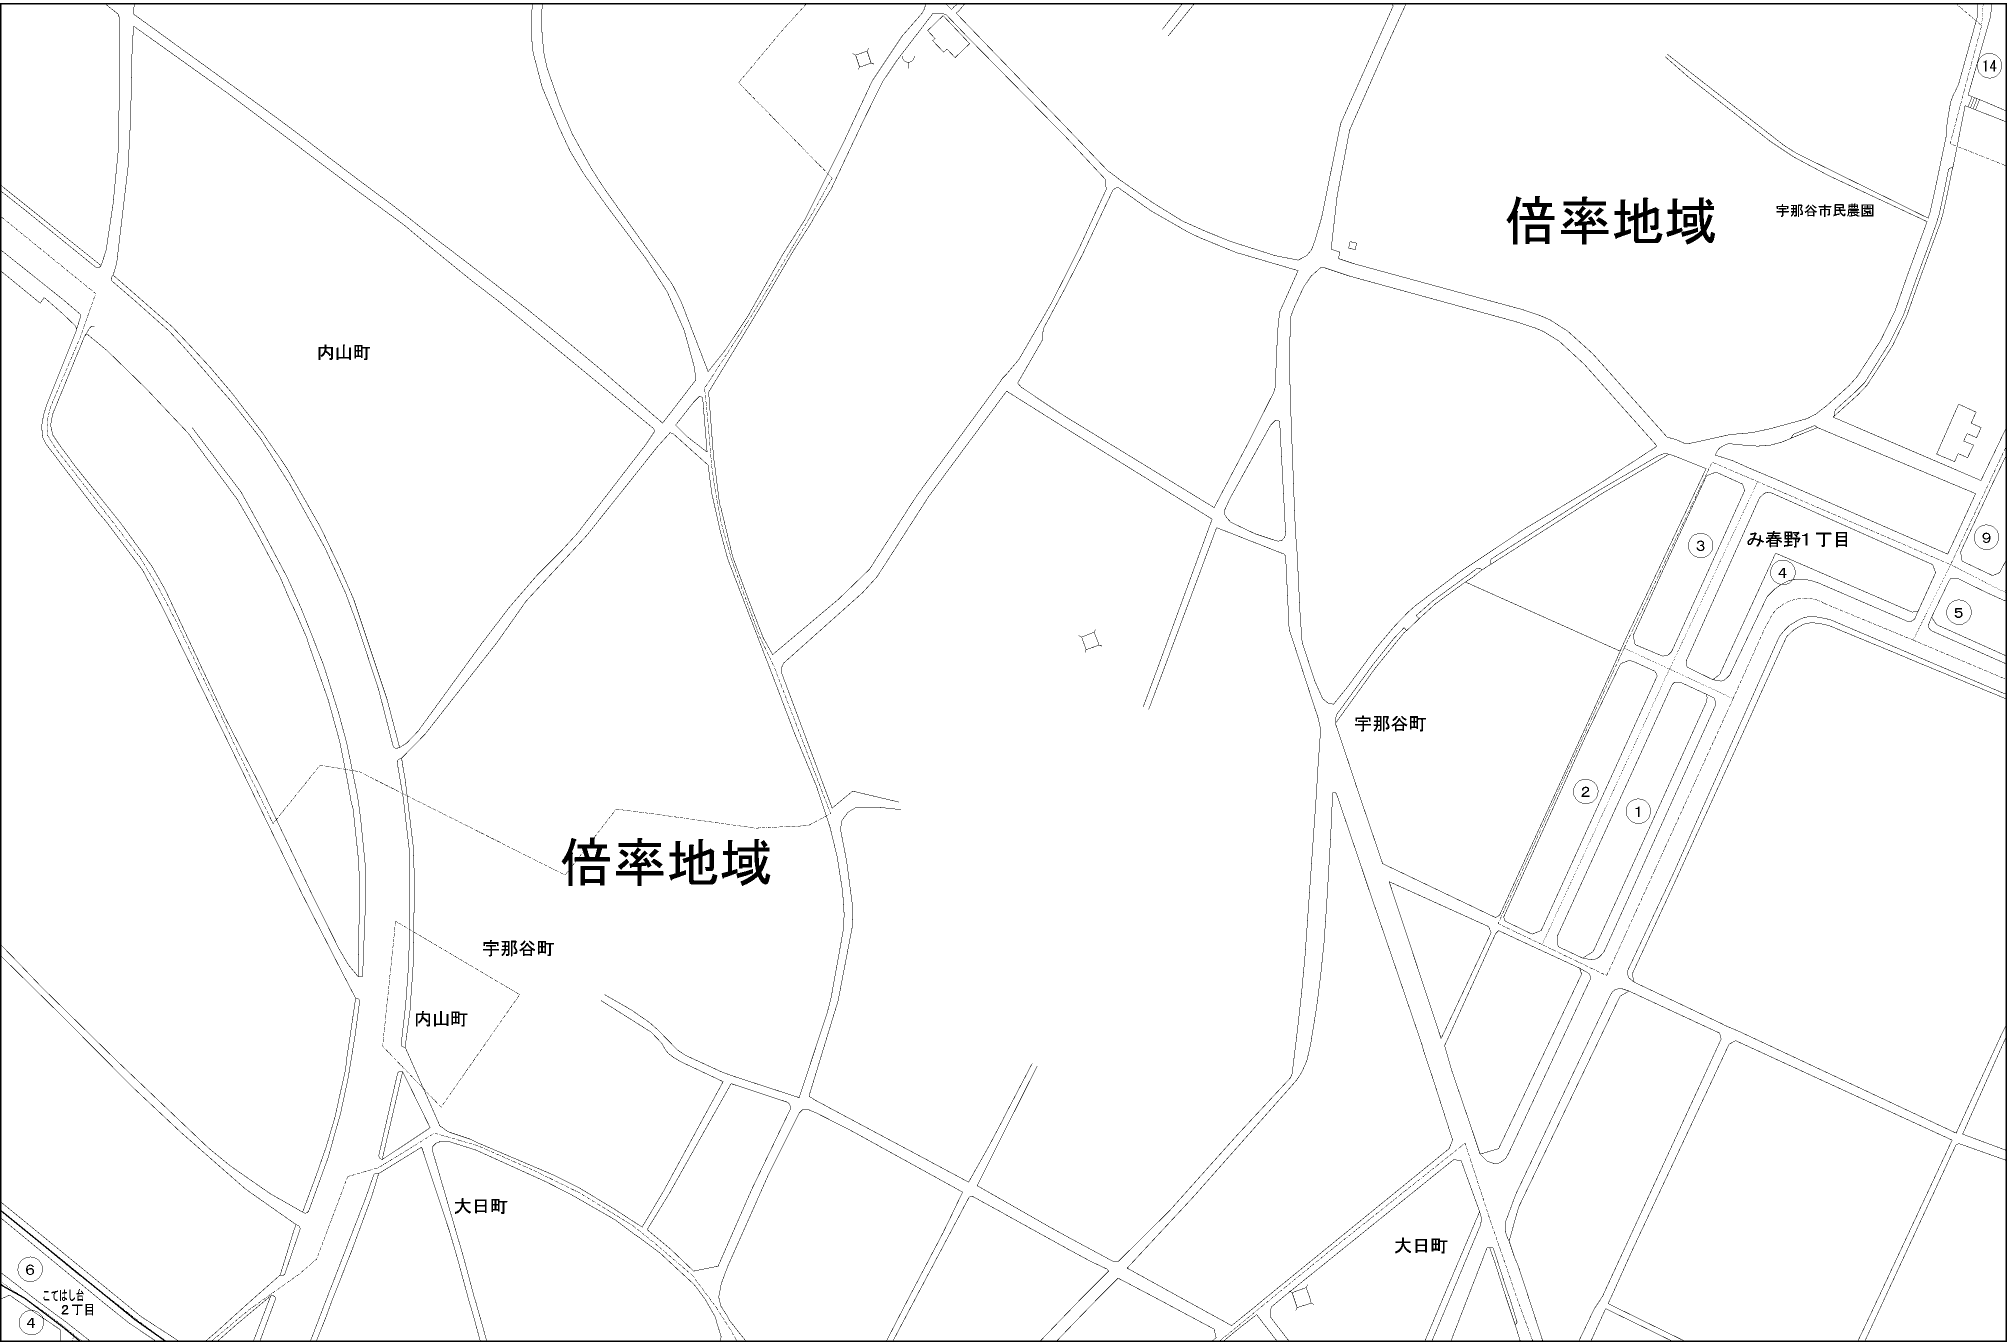 14
倍率地域
宇那谷市民農園
内山町
み春野1丁目
3
9
4
5
宇那谷町
2
1
倍率地域
宇那谷町
内山町
大日町
大日町
6
こてはし台
2丁目
4